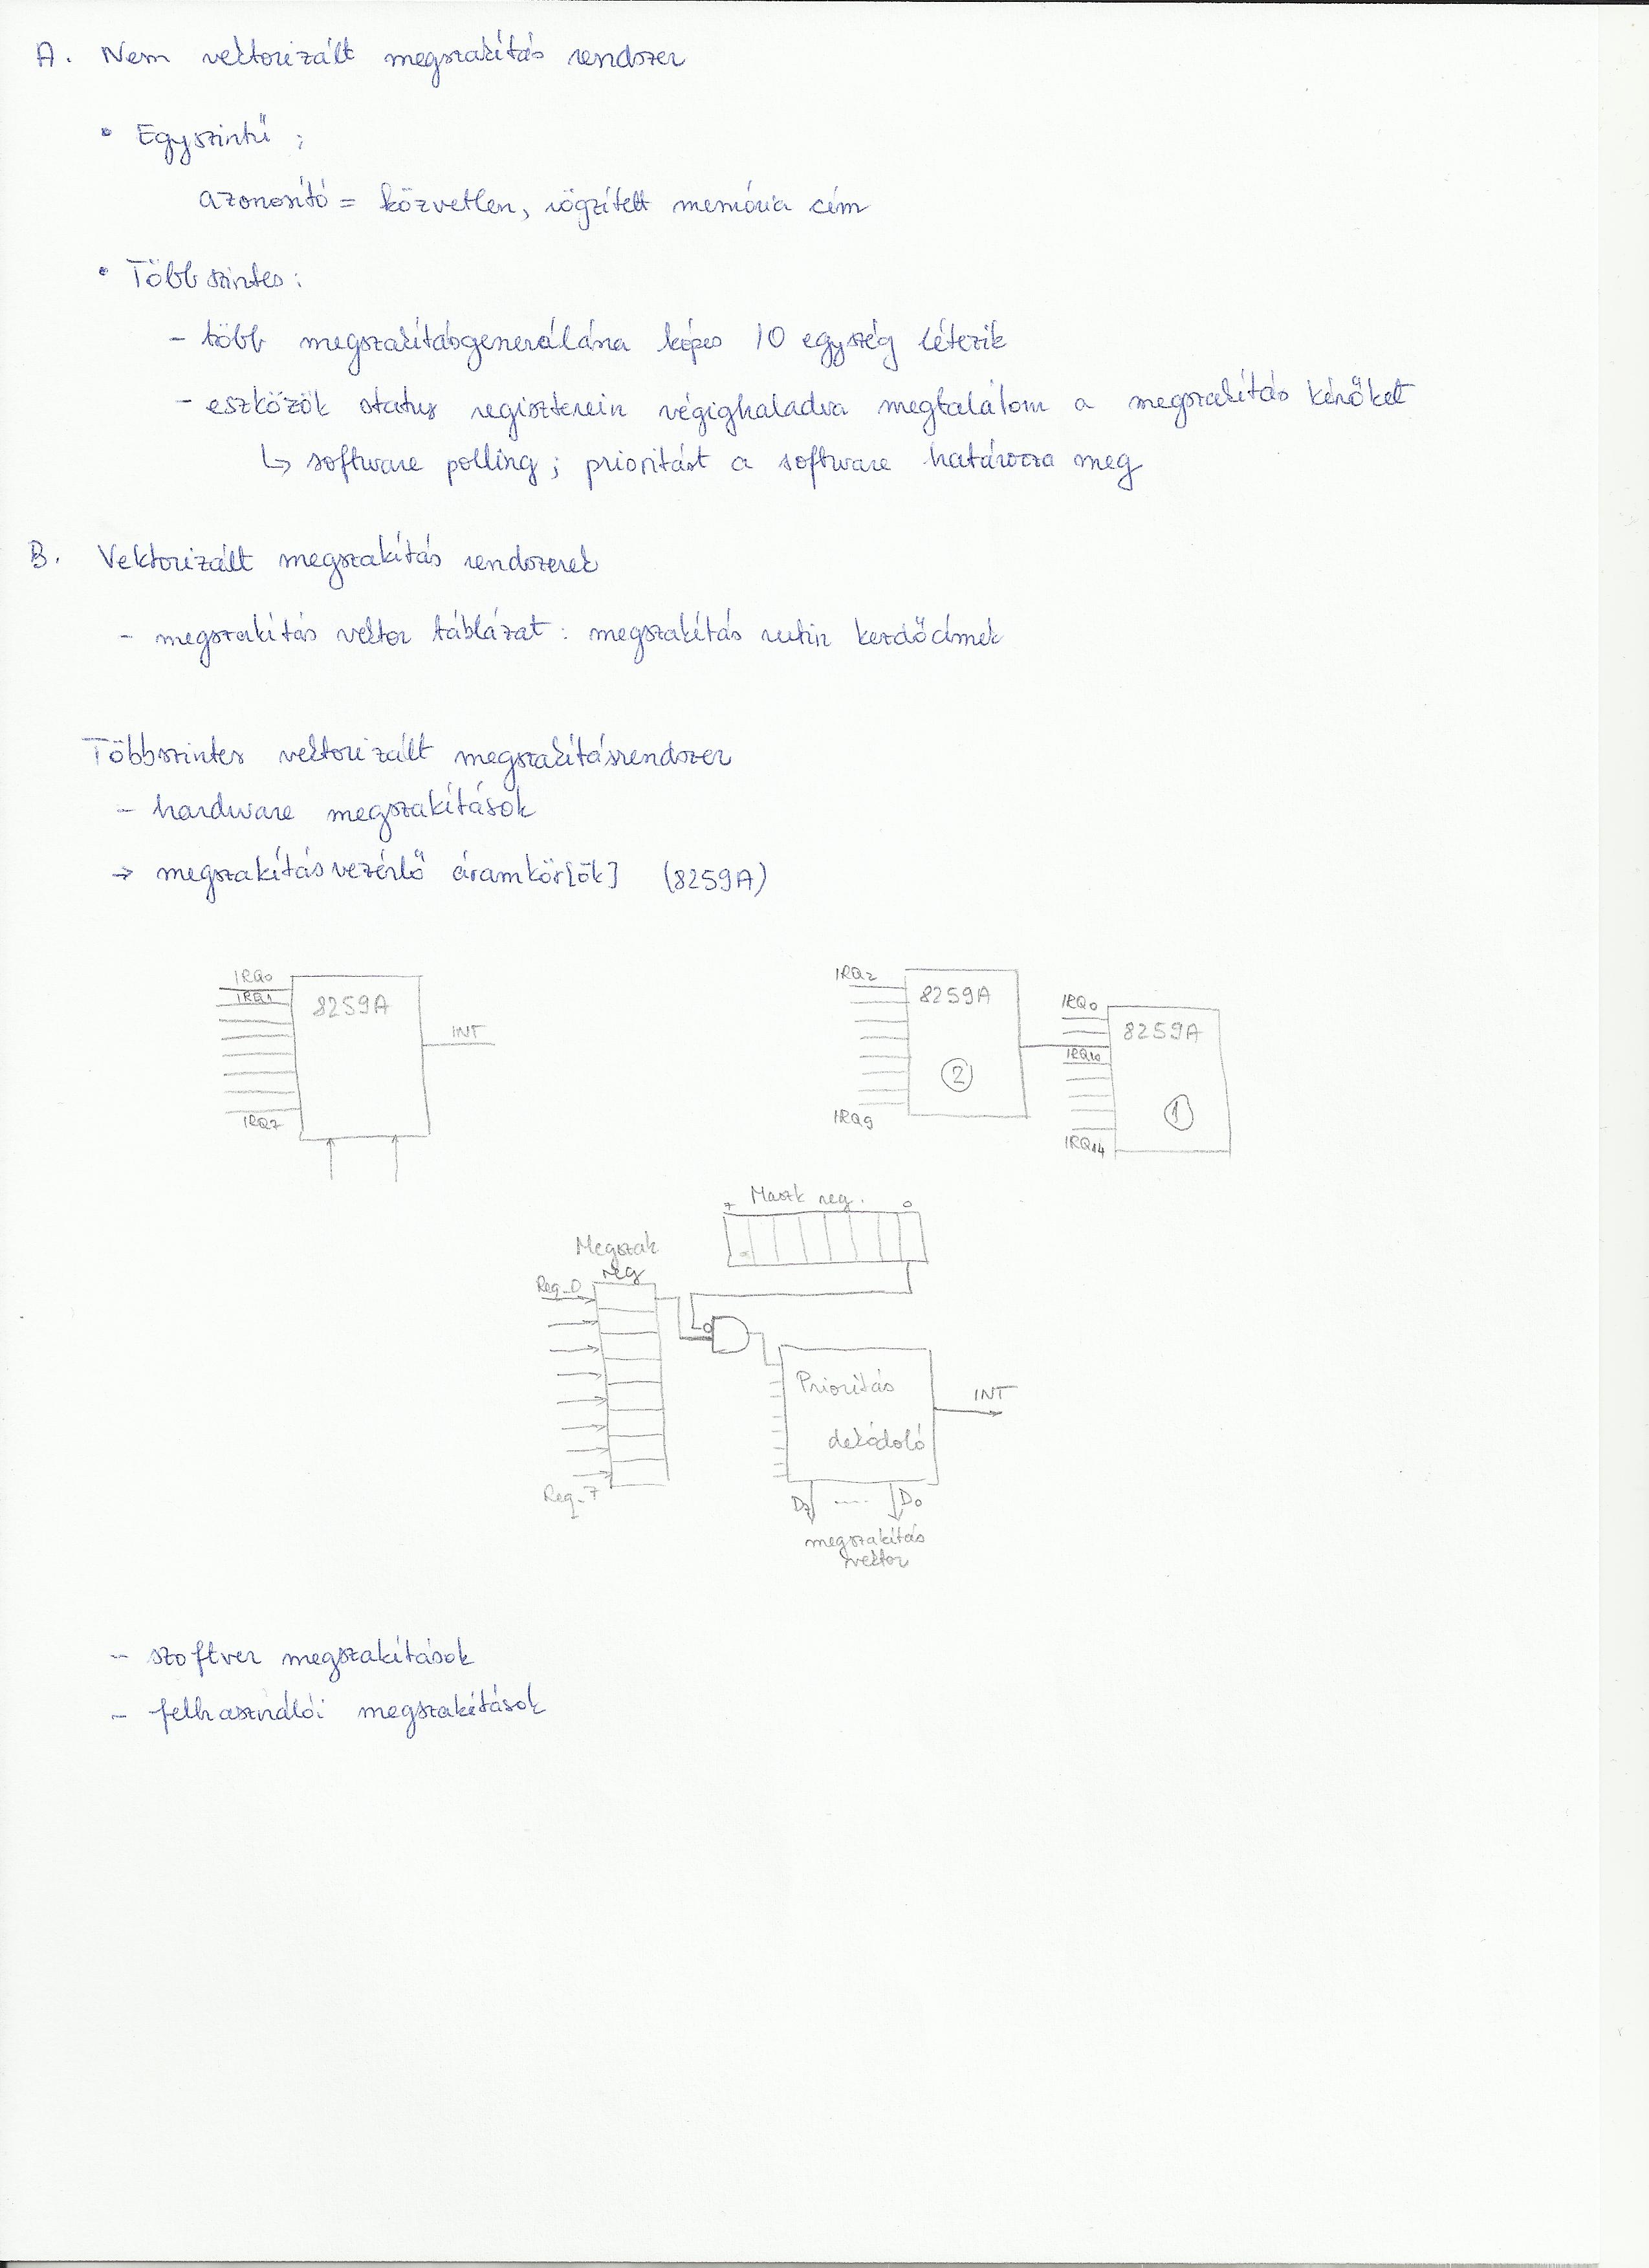 A. Nem vektorizált megszakítás rendszer
• Egyszintű ;
azonosító = közvetlen, rögzített memória cím
• Többszintes :
- több megszakításgenerálására képes IO egység létezik
- eszközök status regiszterein végighaladva megtalálom a megszakítás kérőket
↳ software polling ; prioritást a software határozza meg
B. Vektorizált megszakítás rendszerek
- megszakítás vektor táblázat : megszakítás rutin kezdőcímek
Többszintes vektorizált megszakításrendszer
- hardware megszakítások
→ megszakításvezérlő áramkör[ök] (8259A)
IRQ0
IRQ1
8259A
INT
IRQ7
IRQ2
8259A
2
IRQ9
IRQ0
8259A
IRQ10
1
IRQ14
Maszk reg.
7 0
Megszak
reg
Req_0
Req_7
Prioritás
dekódoló
INT
D7 .... D0
megszakítás
vektor
- szoftver megszakítások
- felhasználói megszakítások